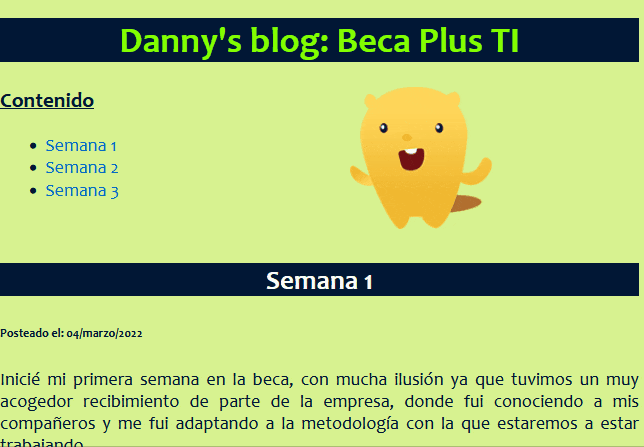 Danny's blog: Beca Plus TI
Contenido
Semana 1
Semana 2
Semana 3
Semana 1
Posteado el: 04/marzo/2022
Inicié mi primera semana en la beca, con mucha ilusión ya que tuvimos un muy
acogedor recibimiento de parte de la empresa, donde fui conociendo a mis
compañeros y me fui adaptando a la metodología con la que estaremos a estar
trabajando